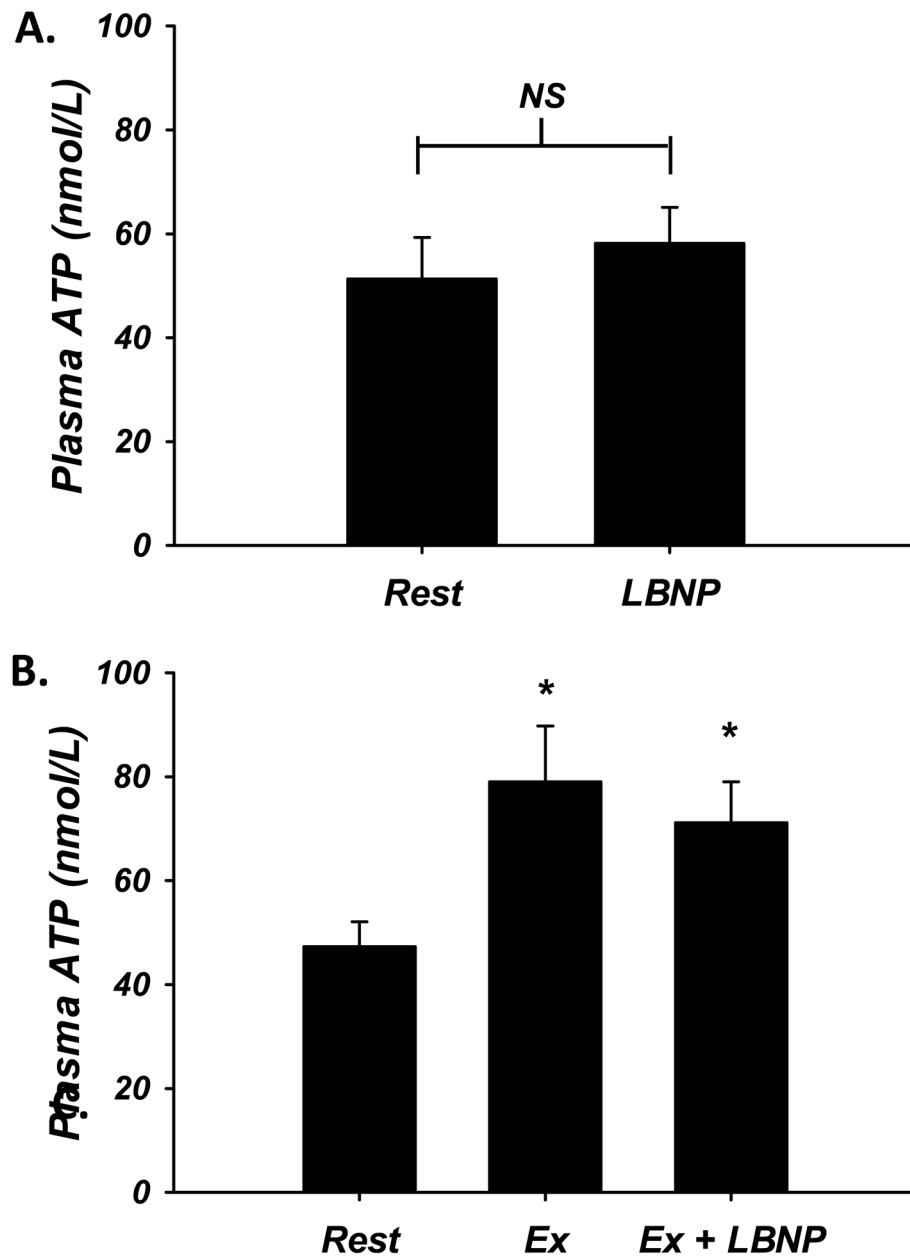 A.
Plasma ATP (nmol/L)
100
80
60
40
20
0
NS
Rest LBNP
B.
Plasma ATP (nmol/L)
100
80
60
40
20
0
*
*
Rest Ex Ex + LBNP